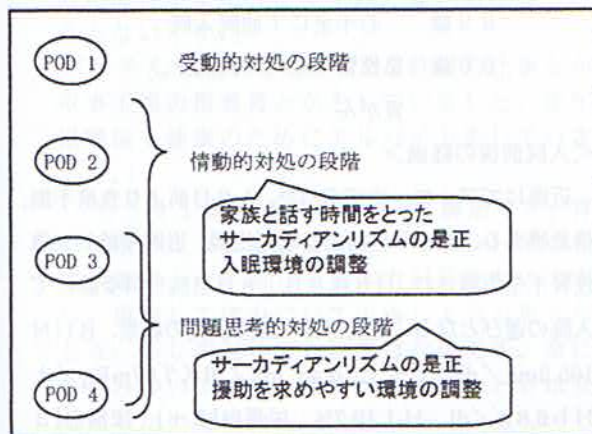 POD 1
受動的対処の段階
POD 2
情動的対処の段階
家族と話す時間をとった
サーカディアンリズムの是正
入眠環境の調整
POD 3
問題思考的対処の段階
サーカディアンリズムの是正
援助を求めやすい環境の調整
POD 4